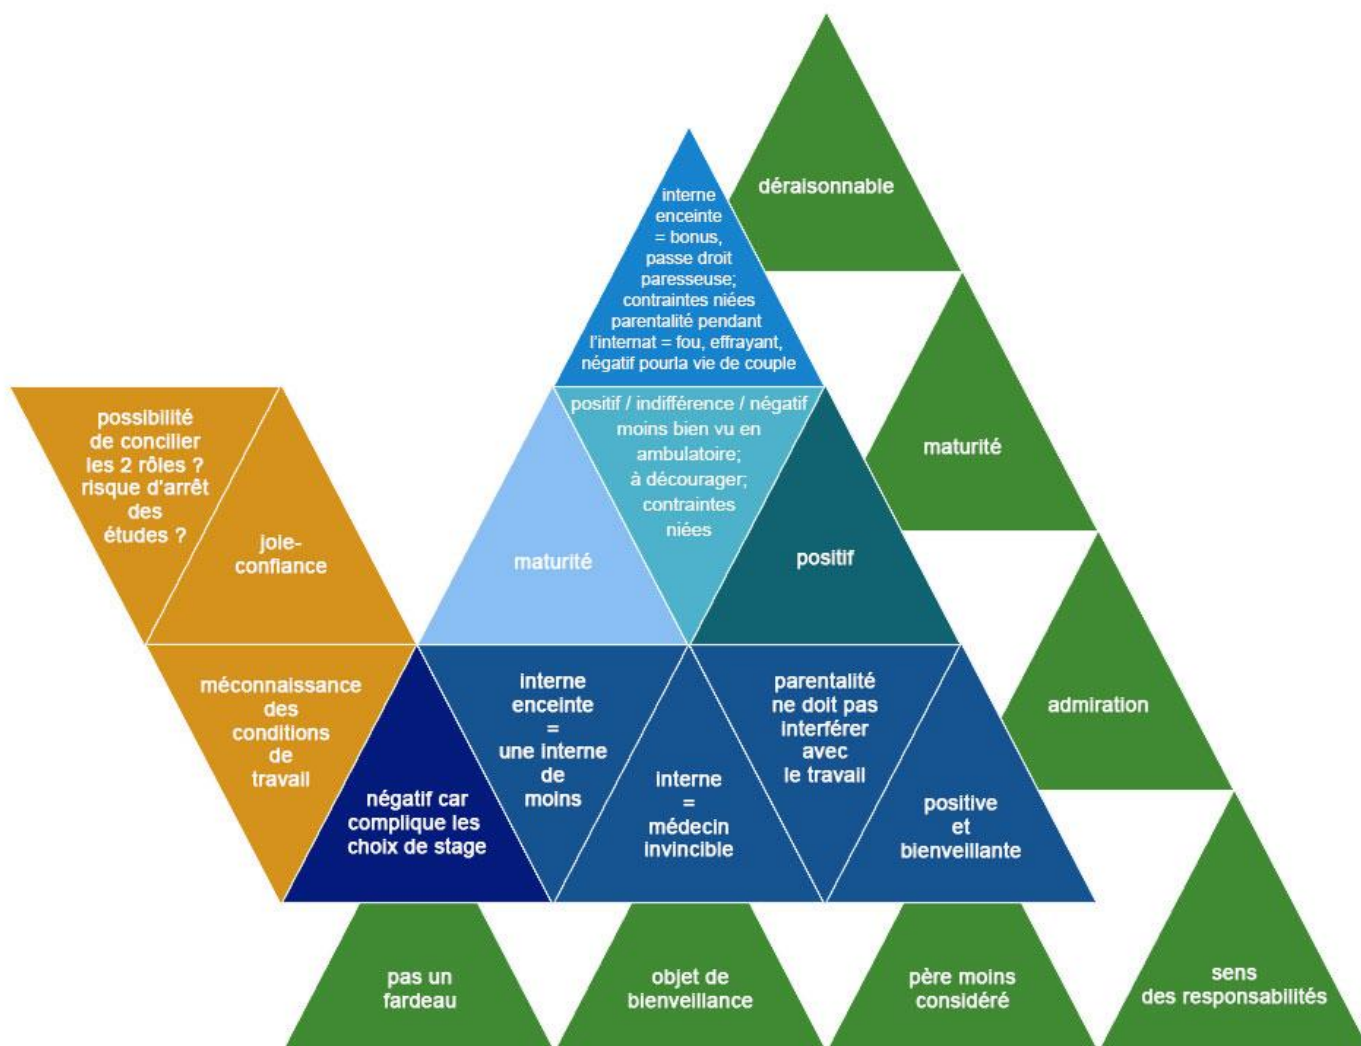 déraisonnable
interne
enceinte
= bonus,
passe droit
paresseuse;
contraintes niées
parentalité pendant
l'internat = fou, effrayant,
négatif pourla vie de couple
possibilité
de concilier
les 2 rôles ?
risque d'arrêt
des
études ?
joie-
confiance
maturité
positif / indifférence / négatif
moins bien vu en
ambulatoire;
à décourager;
contraintes
niées
positif
maturité
méconnaissance
des
conditions
de
travail
négatif car
complique les
choix de stage
interne
enceinte
=
une interne
de
moins
interne
=
médecin
invincible
parentalité
ne doit pas
interférer
avec
le travail
positive
et
bienveillante
admiration
pas un
fardeau
objet de
bienveillance
père moins
considéré
sens
des responsabilités